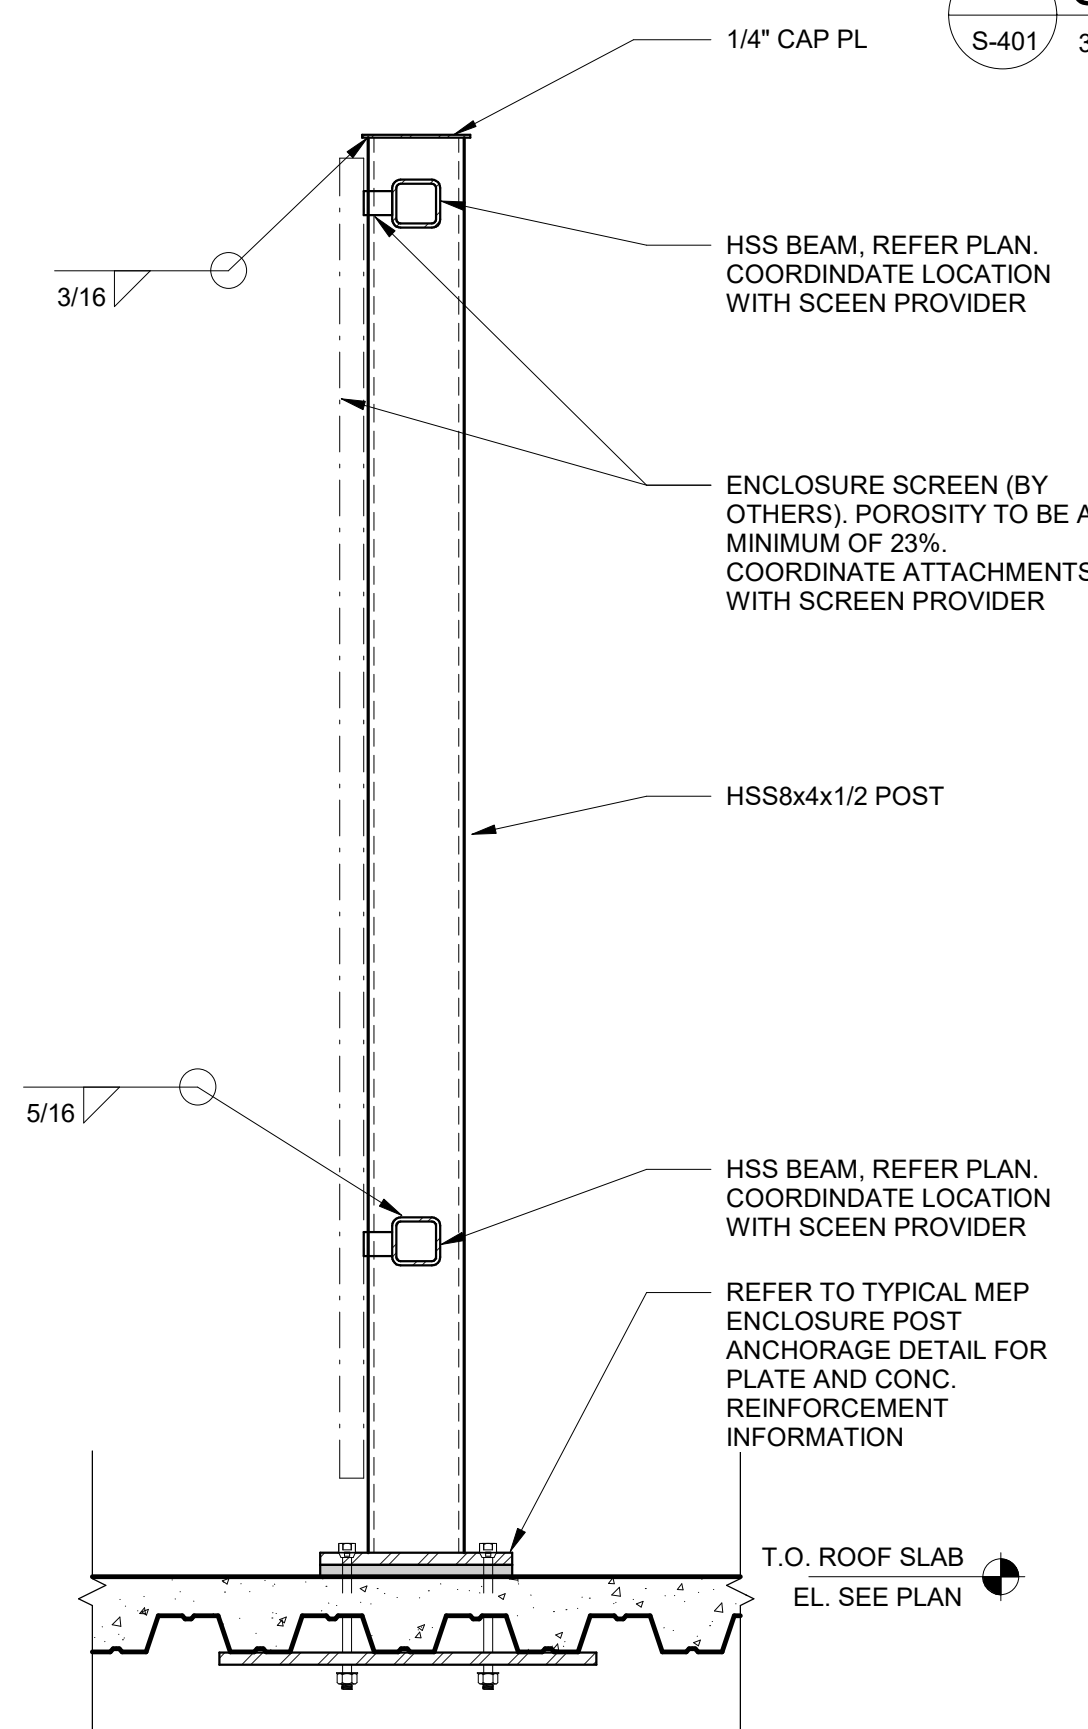 1/4" CAP PL
S-401
3/16
HSS BEAM, REFER PLAN.
COORDINDATE LOCATION
WITH SCEEN PROVIDER
ENCLOSURE SCREEN (BY
OTHERS). POROSITY TO BE A
MINIMUM OF 23%.
COORDINATE ATTACHMENTS
WITH SCREEN PROVIDER
HSS8x4x1/2 POST
5/16
HSS BEAM, REFER PLAN.
COORDINDATE LOCATION
WITH SCEEN PROVIDER
REFER TO TYPICAL MEP
ENCLOSURE POST
ANCHORAGE DETAIL FOR
PLATE AND CONC.
REINFORCEMENT
INFORMATION
T.O. ROOF SLAB
EL. SEE PLAN